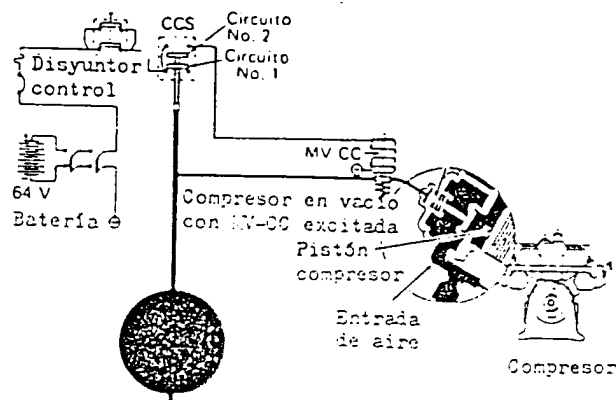 CCS
Circuito
No. 2
Circuito
No. 1
Disyuntor
control
MV CC
64 V
Batería
Compresor en vacío
con MV-CC excitada
Pistón
compresor
Entrada
de aire
Compresor